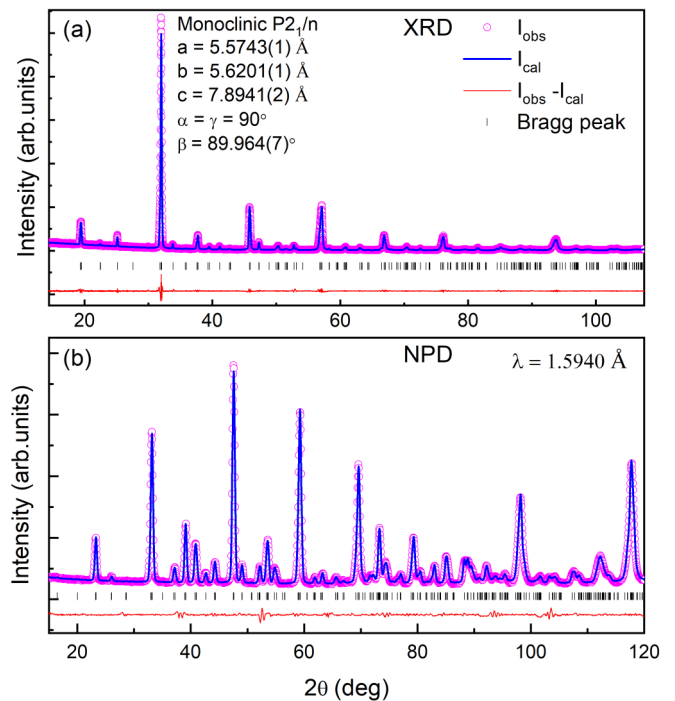 (a)
Monoclinic P2₁/n
a = 5.5743(1) Å
b = 5.6201(1) Å
c = 7.8941(2) Å
α = γ = 90°
β = 89.964(7)°
XRD
I_obs
I_cal
I_obs -I_cal
Bragg peak
Intensity (arb.units)
20 40 60 80 100
(b)
NPD
λ = 1.5940 Å
Intensity (arb.units)
20 40 60 80 100 120
2θ (deg)